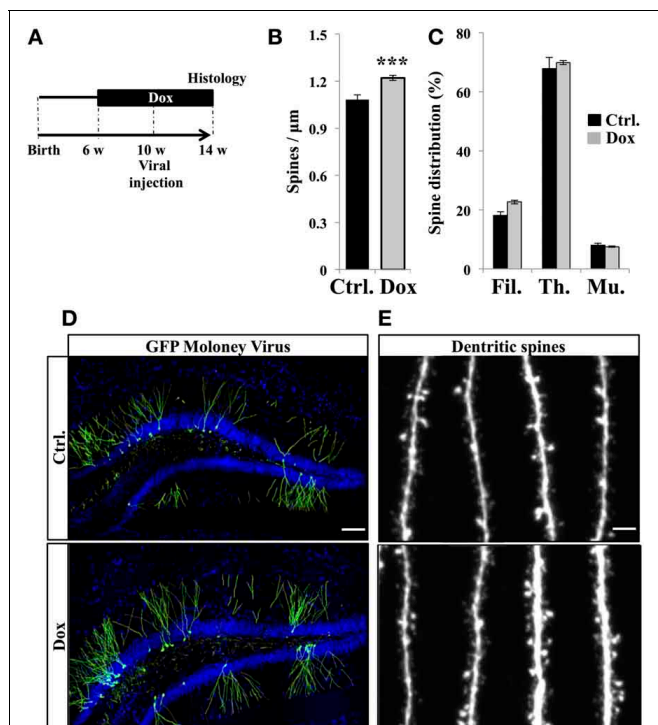 A
Histology
Dox
Birth 6 w 10 w 14 w
Viral
injection
B
Spines / μm
1.5
1.2
0.9
0.6
0.3
0
***
Ctrl. Dox
C
Spine distribution (%)
80
60
40
20
0
Ctrl.
Dox
Fil. Th. Mu.
D
GFP Moloney Virus
Ctrl.
Dox
E
Dentritic spines